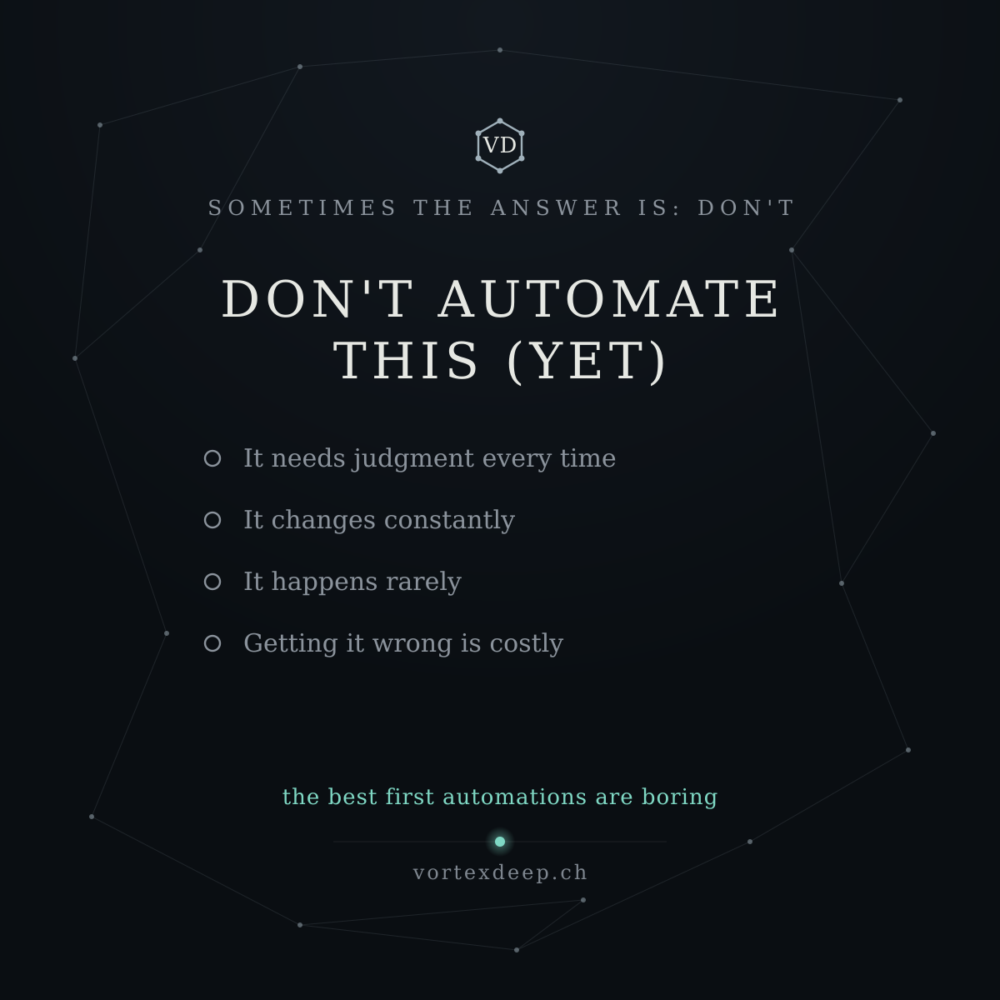 VD
SOMETIMES THE ANSWER IS: DON'T
DON'T AUTOMATE
THIS (YET)
It needs judgment every time
It changes constantly
It happens rarely
Getting it wrong is costly
the best first automations are boring
vortexdeep.ch